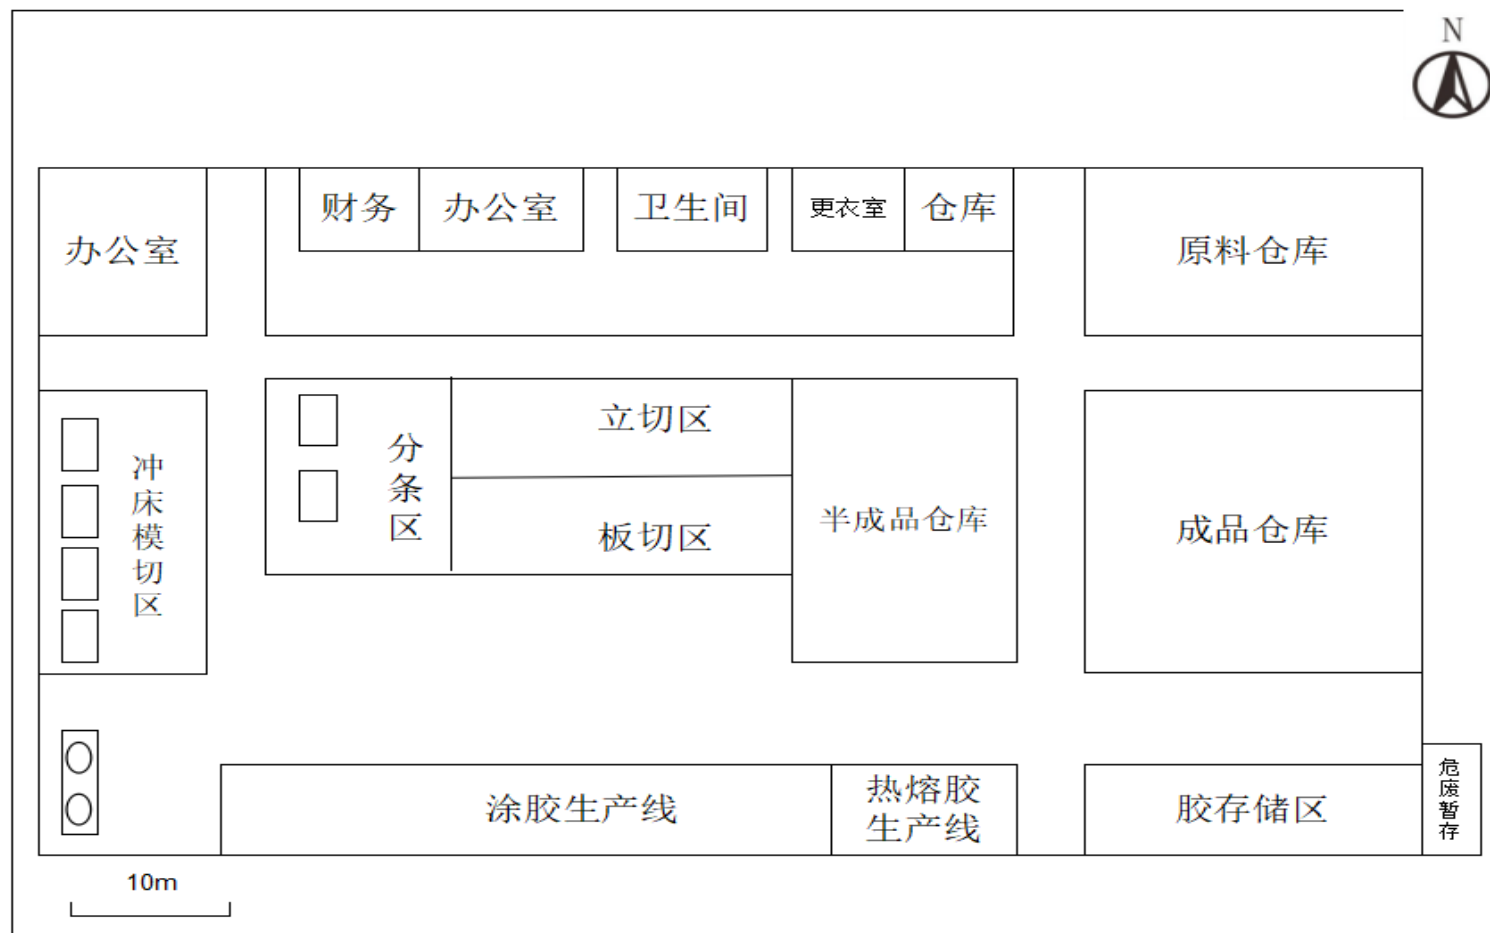 N
财务
办公室
卫生间
更衣室
仓库
办公室
原料仓库
冲床模切区
分条区
立切区
板切区
半成品仓库
成品仓库
涂胶生产线
热熔胶
生产线
胶存储区
危废暂存
10m